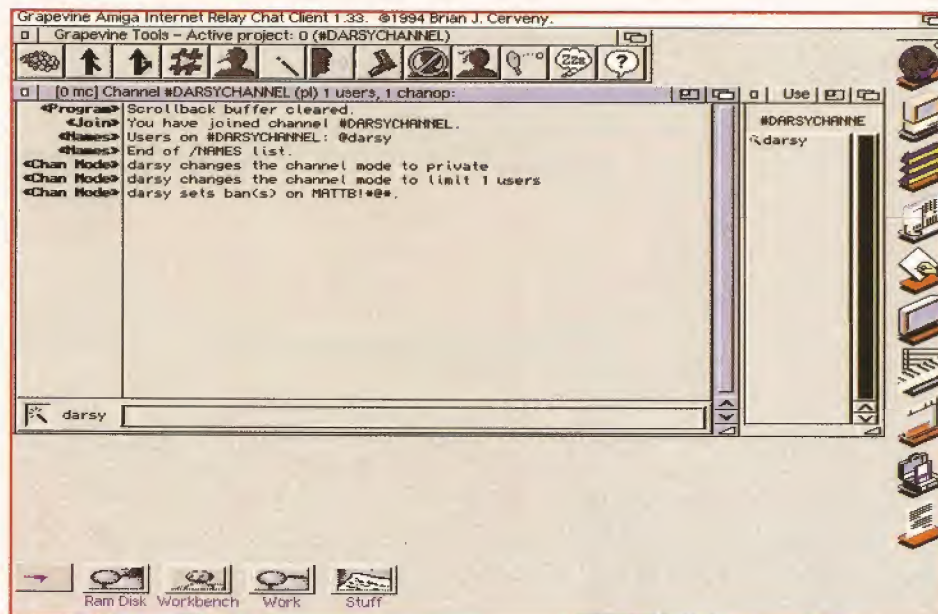 Grapevine Amiga Internet Relay Chat Client 1.33. ©1994 Brian J. Cerveny.
Grapevine Tools - Active project: 0 (#DARSYCHANNEL)
Zzz
?
[0 mc] Channel #DARSYCHANNEL (pl) 1 users, 1 chanop:
Use
<Program> Scrollback buffer cleared.
<Join> You have joined channel #DARSYCHANNEL.
<Names> Users on #DARSYCHANNEL: @darsy
<Names> End of /NAMES list.
<Chan Mode> darsy changes the channel mode to private
<Chan Mode> darsy changes the channel mode to limit 1 users
<Chan Mode> darsy sets ban(s) on MATTB!*@*.
#DARSYCHANNE
darsy
darsy
Ram Disk
Workbench
Work
Stuff